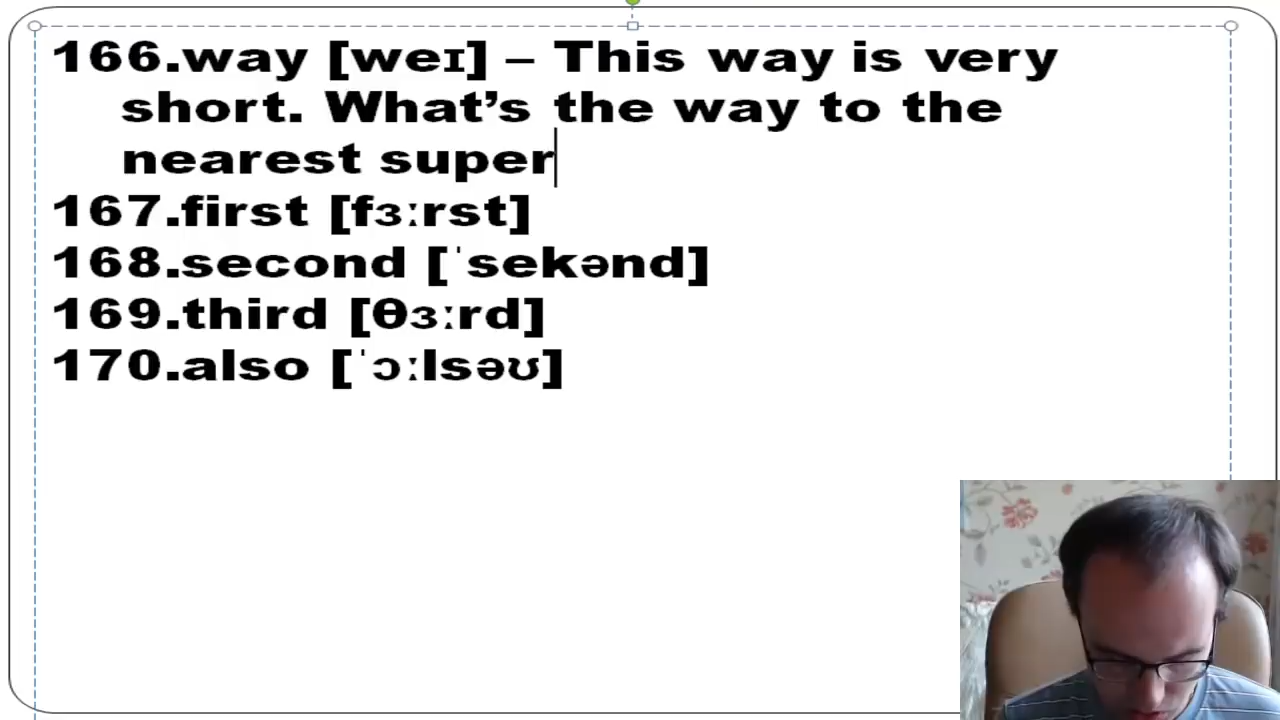 166.way [weɪ] – This way is very
short. What’s the way to the
nearest super
167.first [fɜːrst]
168.second [ˈsekənd]
169.third [θɜːrd]
170.also [ˈɔːlsəʊ]